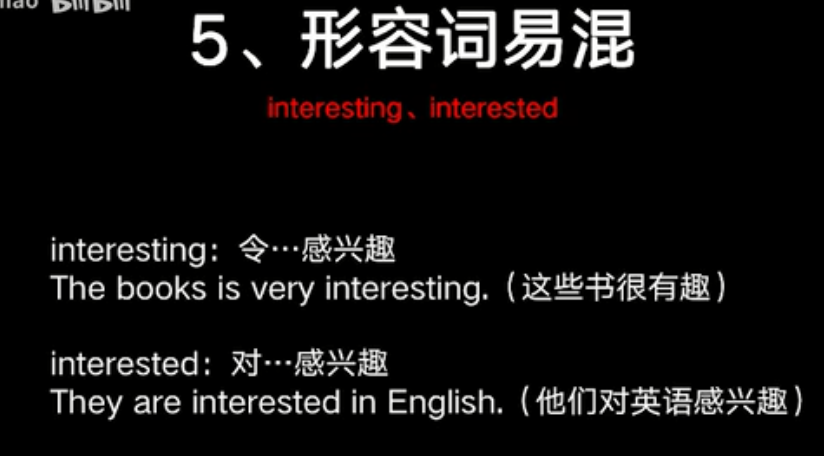 5、形容词易混
interesting、interested
interesting: 令…感兴趣
The books is very interesting.（这些书很有趣）
interested: 对…感兴趣
They are interested in English.（他们对英语感兴趣）